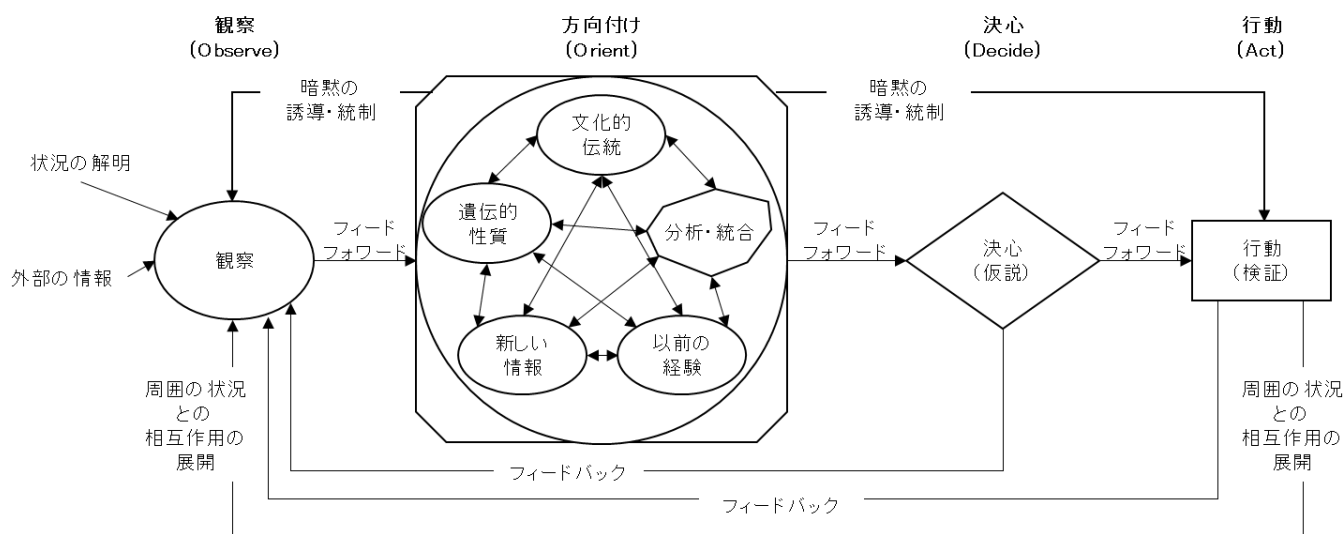 観察
(Observe)
方向付け
(Orient)
決心
(Decide)
行動
(Act)
暗黙の
誘導・統制
暗黙の
誘導・統制
文化的
伝統
状況の解明
遺伝的
性質
分析・統合
フィード
フォワード
フィード
フォワード
フィード
フォワード
観察
決心
(仮説)
行動
(検証)
外部の情報
新しい
情報
以前の
経験
周囲の状況
との
相互作用の
展開
周囲の状況
との
相互作用の
展開
フィードバック
フィードバック